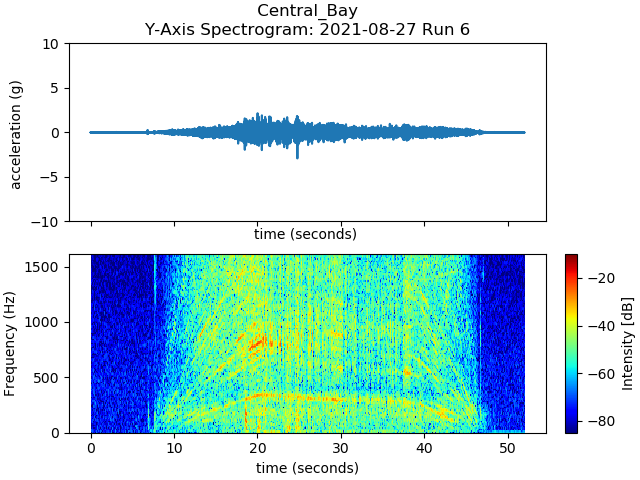 Central_Bay
Y-Axis Spectrogram: 2021-08-27 Run 6
10
5
0
−5
−10
acceleration (g)
time (seconds)
1500
1000
500
0
Frequency (Hz)
0 10 20 30 40 50
time (seconds)
−20
−40
−60
−80
Intensity [dB]